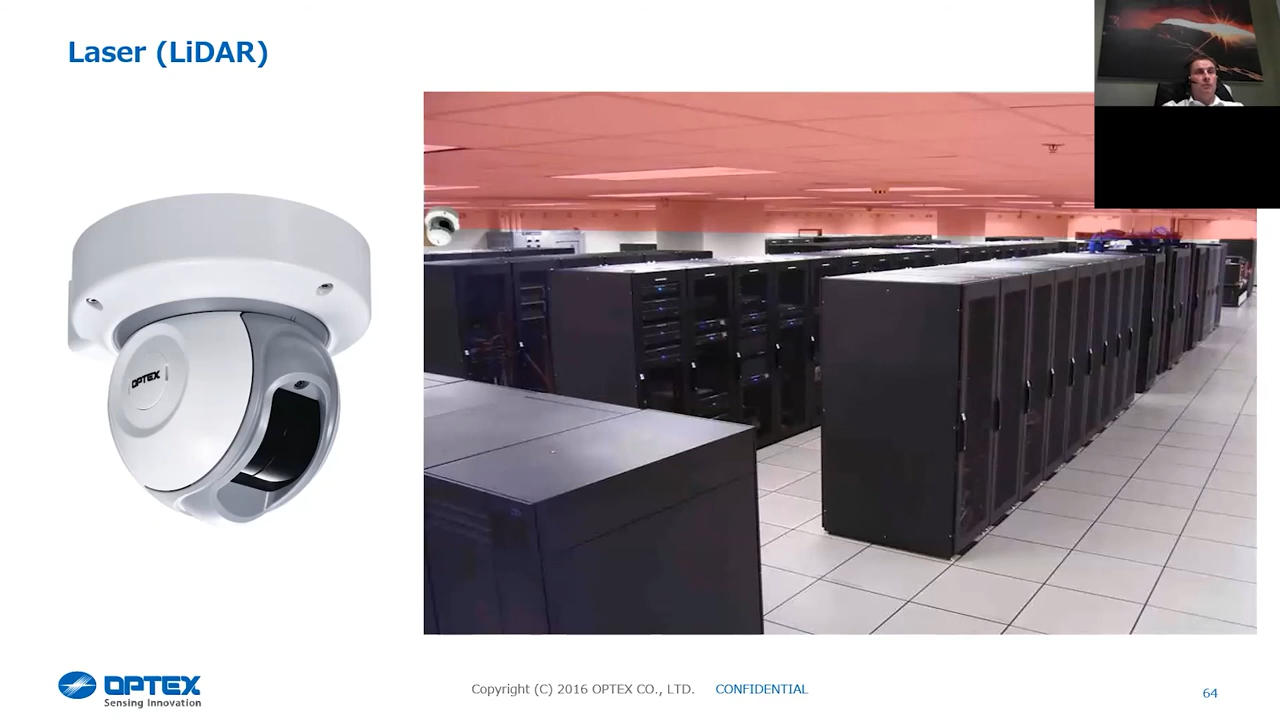 Laser (LiDAR)
OPTEX
OPTEX
Sensing Innovation
Copyright (C) 2016 OPTEX CO., LTD. CONFIDENTIAL
64